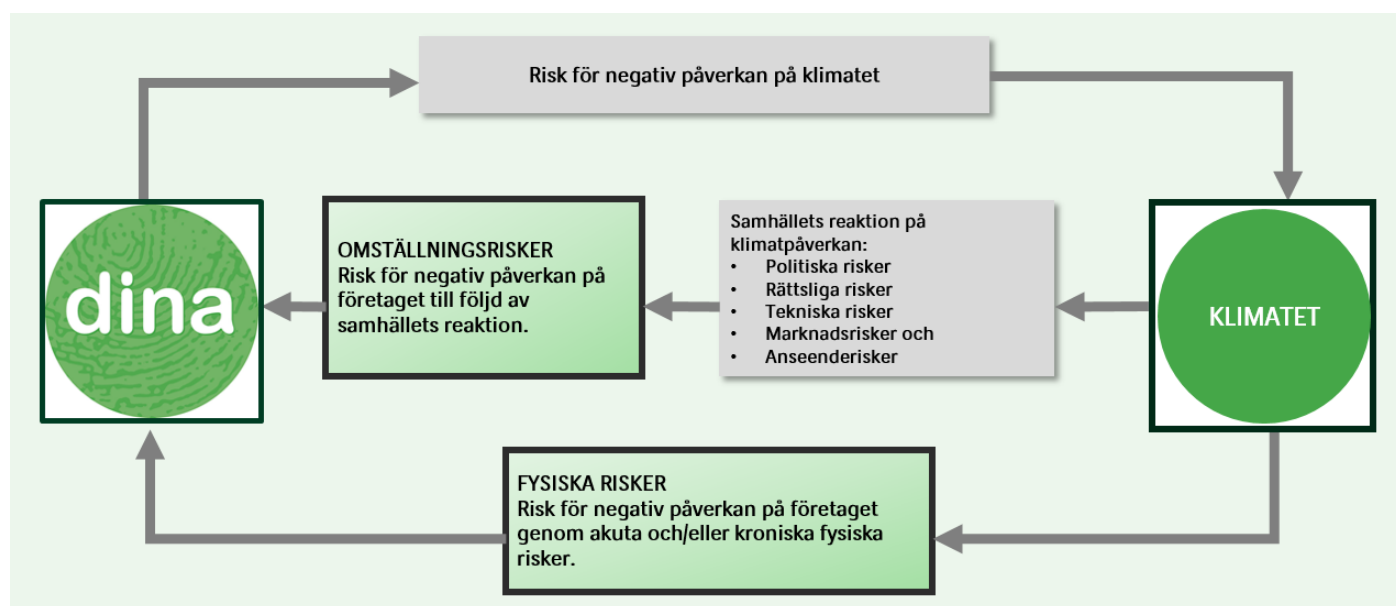 Risk för negativ påverkan på klimatet
dina
OMSTÄLLNINGSRISKER
Risk för negativ påverkan på
företaget till följd av
samhällets reaktion.
Samhällets reaktion på
klimatpåverkan:
• Politiska risker
• Rättsliga risker
• Tekniska risker
• Marknadsrisker och
• Anseenderisker
KLIMATET
FYSISKA RISKER
Risk för negativ påverkan på företaget
genom akuta och/eller kroniska fysiska
risker.